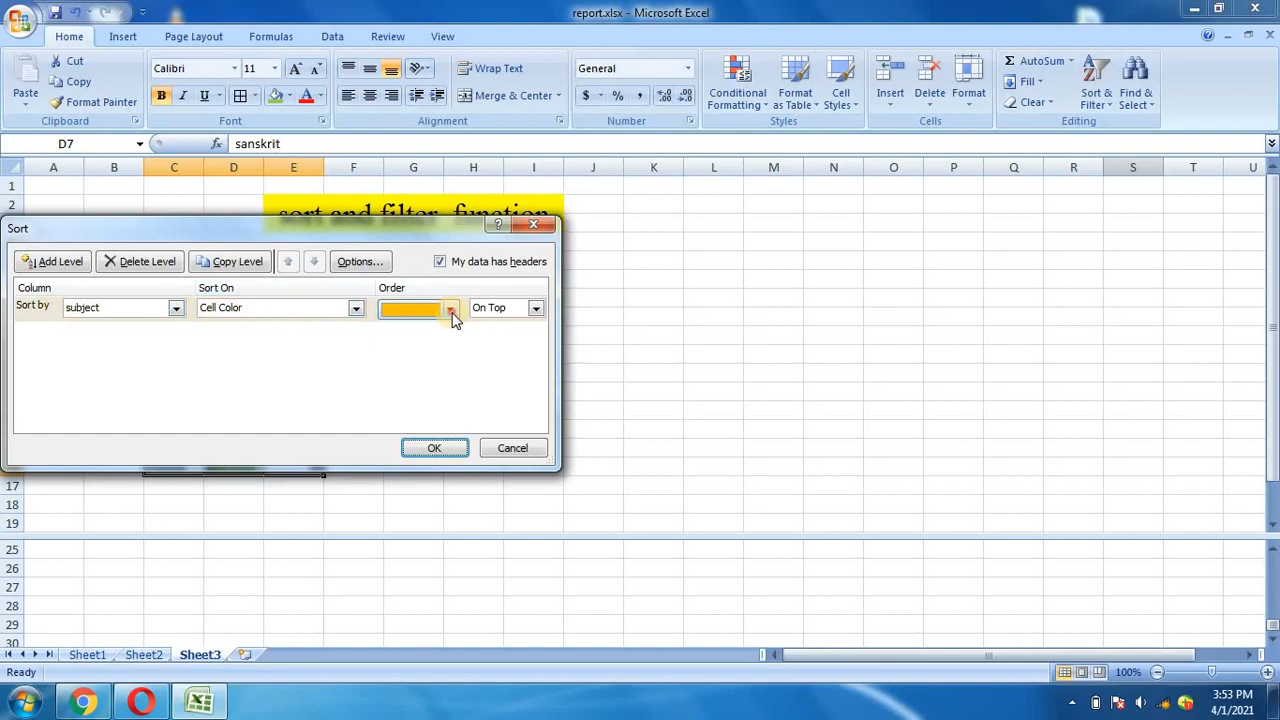 report.xlsx - Microsoft Excel
Home Insert Page Layout Formulas Data Review View
Paste
Cut
Copy
Format Painter
Clipboard
Calibri 11
B I U A
Font
Wrap Text
Merge & Center
Alignment
General
$ % ,
Number
Conditional Formatting
Format as Table
Cell Styles
Styles
Insert Delete Format
Cells
AutoSum
Fill
Clear
Sort & Filter
Find & Select
Editing
D7 fx sanskrit
A B C D E F G H I J K L M N O P Q R S T U
1
2
sort and filter function
Sort
Add Level Delete Level Copy Level Options... My data has headers
Column Sort On Order
Sort by subject Cell Color On Top
OK Cancel
17
18
19
25
26
27
28
29
30
Sheet1 Sheet2 Sheet3
Ready 100%
3:53 PM
4/1/2021